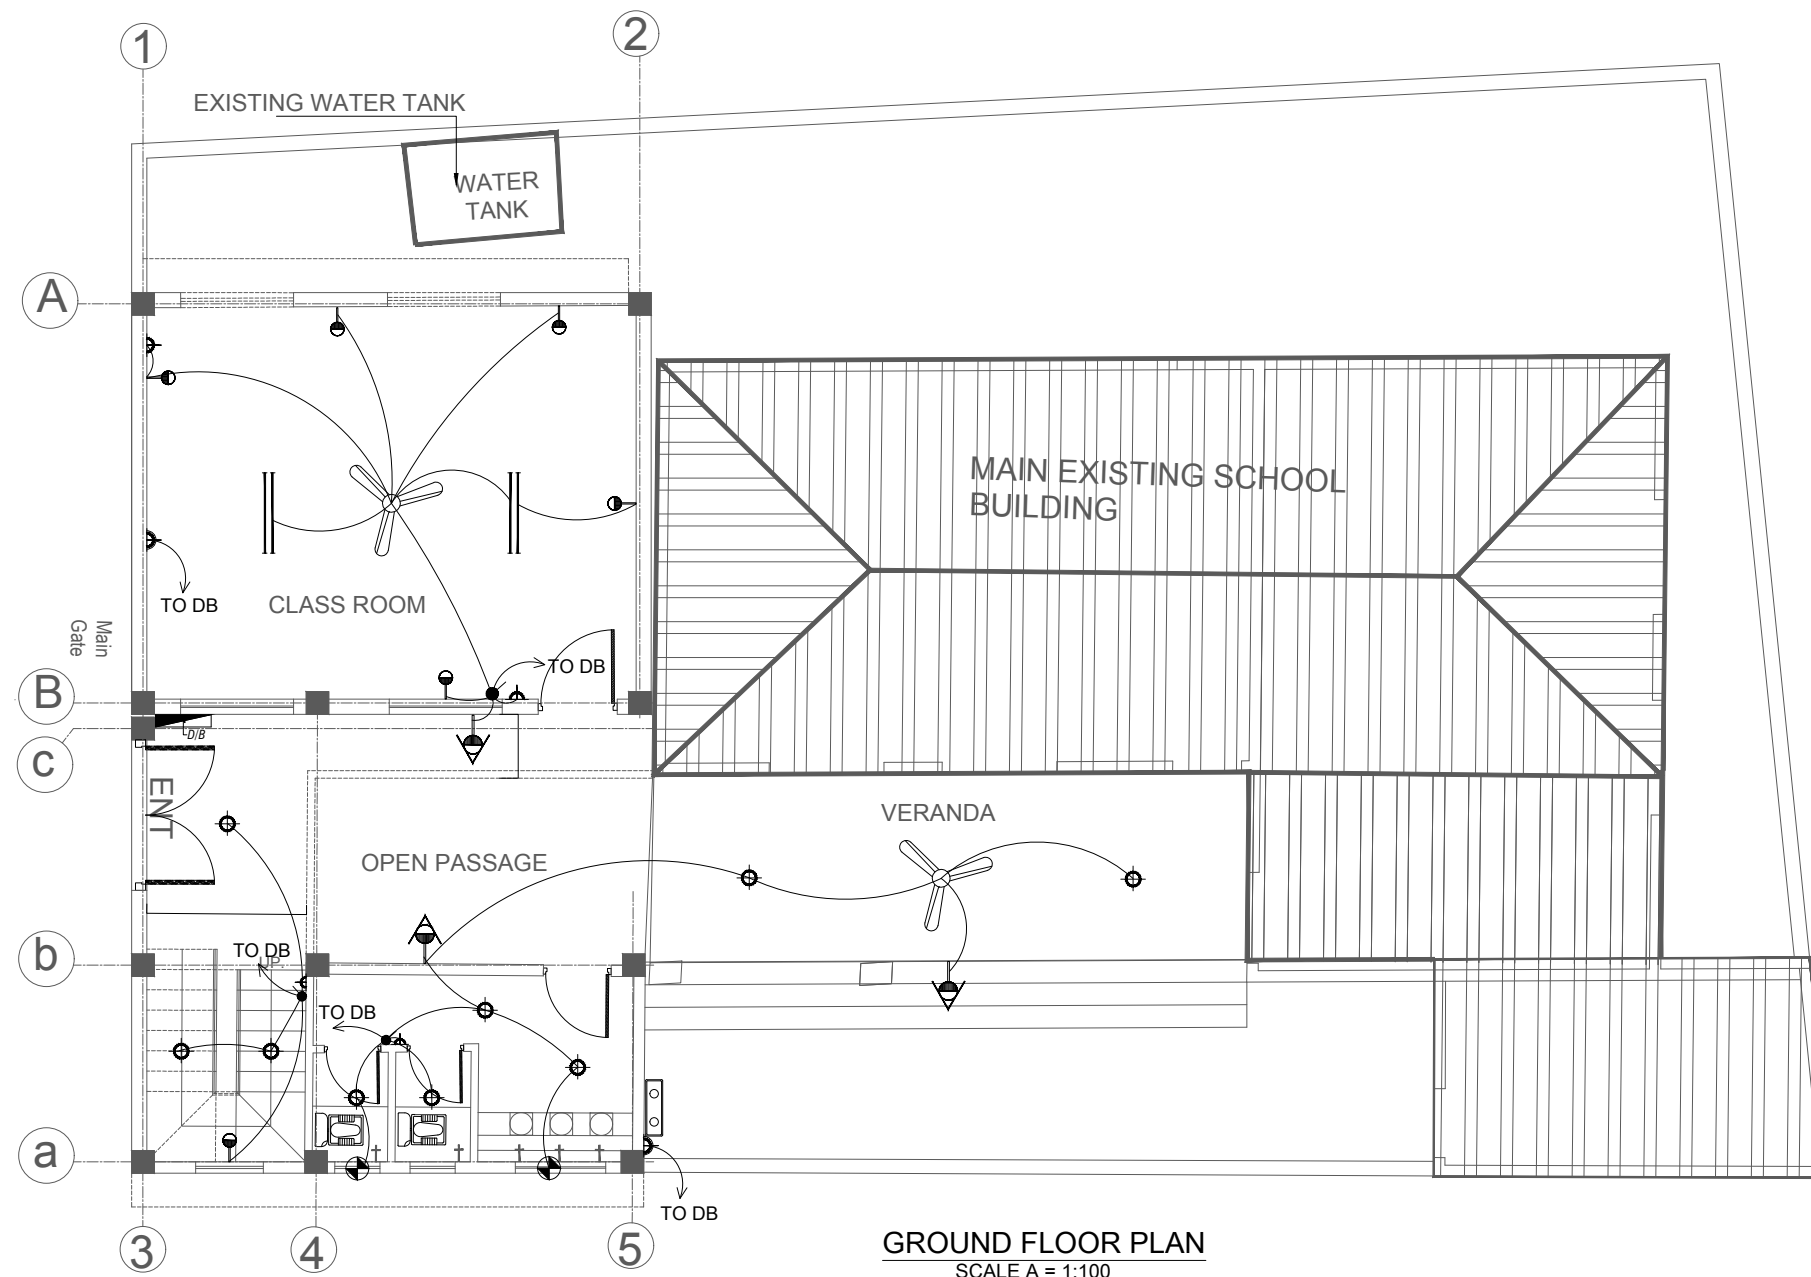 1
2
EXISTING WATER TANK
WATER
TANK
A
MAIN EXISTING SCHOOL
BUILDING
TO DB
CLASS ROOM
Main
Gate
TO DB
B
D/B
c
ENT
VERANDA
OPEN PASSAGE
b
TO DB
UP.
TO DB
a
TO DB
3
4
5
GROUND FLOOR PLAN
SCALE A = 1:100